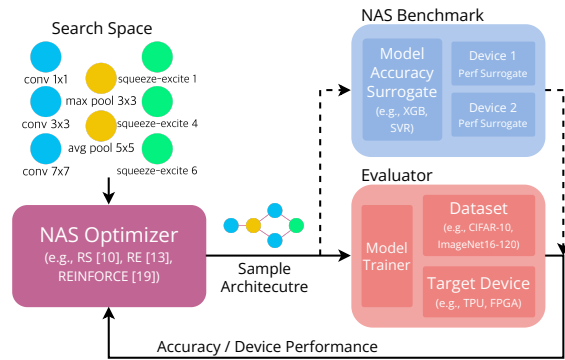 Search Space
conv 1x1
squeeze-excite 1
max pool 3x3
conv 3x3
squeeze-excite 4
avg pool 5x5
conv 7x7
squeeze-excite 6
NAS Optimizer
(e.g., RS [10], RE [13],
REINFORCE [19])
Sample
Architecutre
NAS Benchmark
Model
Accuracy
Surrogate
(e.g., XGB,
SVR)
Device 1
Perf Surrogate
Device 2
Perf Surrogate
Evaluator
Model
Trainer
Dataset
(e.g., CIFAR-10,
ImageNet16-120)
Target Device
(e.g., TPU, FPGA)
Accuracy / Device Performance